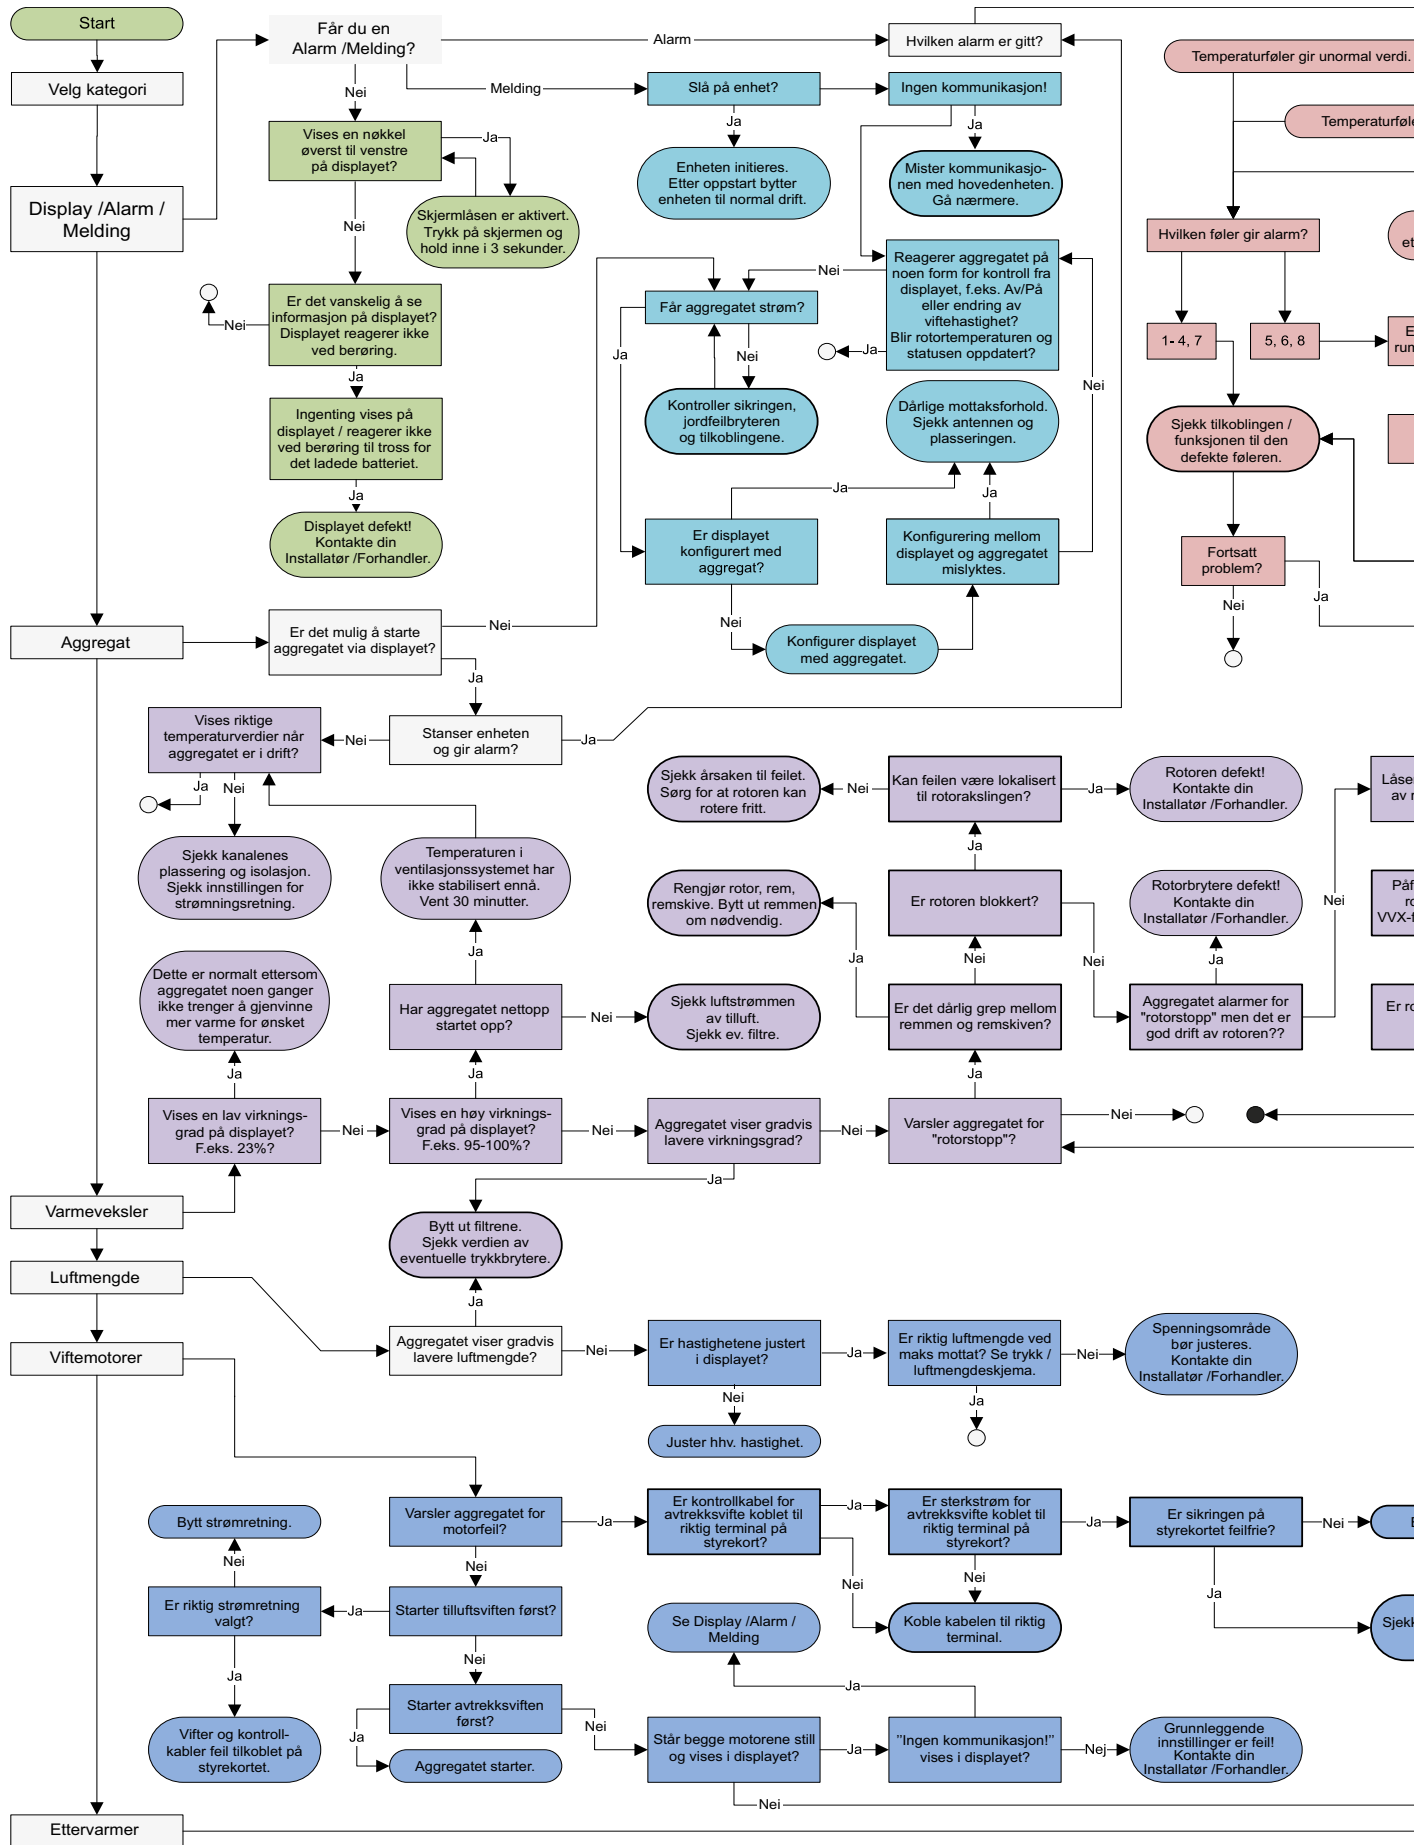 Start
Velg kategori
Display /Alarm /
Melding
Får du en
Alarm /Melding?
Alarm
Hvilken alarm er gitt?
Nei
Melding
Slå på enhet?
Ja
Enheten initieres.
Etter oppstart bytter
enheten til normal drift.
Ingen kommunikasjon!
Ja
Mister kommunikasjo-
nen med hovedenheten.
Gå nærmere.
Vises en nøkkel
øverst til venstre
på displayet?
Ja
Skjermlåsen er aktivert.
Trykk på skjermen og
hold inne i 3 sekunder.
Nei
Er det vanskelig å se
informasjon på displayet?
Displayet reagerer ikke
ved berøring.
Nei
Ja
Ingenting vises på
displayet / reagerer ikke
ved berøring til tross for
det ladede batteriet.
Ja
Displayet defekt!
Kontakte din
Installatør /Forhandler.
Reagerer aggregatet på
noen form for kontroll fra
displayet, f.eks. Av/På
eller endring av
viftehastighet?
Blir rotortemperaturen og
statusen oppdatert?
Nei
Ja
Får aggregatet strøm?
Ja
Nei
Kontroller sikringen,
jordfeilbryteren
og tilkoblingene.
Dårlige mottaksforhold.
Sjekk antennen og
plasseringen.
Nei
Ja
Ja
Er displayet
konfigurert med
aggregat?
Konfigurering mellom
displayet og aggregatet
mislyktes.
Nei
Konfigurer displayet
med aggregatet.
Temperaturføler gir unormal verdi.
Hvilken føler gir alarm?
1- 4, 7
5, 6, 8
Sjekk tilkoblingen /
funksjonen til den
defekte føleren.
Fortsatt
problem?
Nei
Ja
Aggregat
Er det mulig å starte
aggregatet via displayet?
Nei
Ja
Stanser enheten
og gir alarm?
Nei
Ja
Vises riktige
temperaturverdier når
aggregatet er i drift?
Ja
Nei
Sjekk kanalenes
plassering og isolasjon.
Sjekk innstillingen for
strømningsretning.
Temperaturen i
ventilasjonssystemet har
ikke stabilisert ennå.
Vent 30 minutter.
Ja
Sjekk årsaken til feilet.
Sørg for at rotoren kan
rotere fritt.
Nei
Kan feilen være lokalisert
til rotorakslingen?
Ja
Rotoren defekt!
Kontakte din
Installatør /Forhandler.
Ja
Rengjør rotor, rem,
remskive. Bytt ut remmen
om nødvendig.
Er rotoren blokkert?
Rotorbrytere defekt!
Kontakte din
Installatør /Forhandler.
Nei
Ja
Nei
Nei
Ja
Dette er normalt ettersom
aggregatet noen ganger
ikke trenger å gjenvinne
mer varme for ønsket
temperatur.
Har aggregatet nettopp
startet opp?
Nei
Sjekk luftstrømmen
av tilluft.
Sjekk ev. filtre.
Er det dårlig grep mellom
remmen og remskiven?
Aggregatet alarmer for
"rotorstopp" men det er
god drift av rotoren??
Ja
Ja
Ja
Vises en lav virknings-
grad på displayet?
F.eks. 23%?
Nei
Vises en høy virknings-
grad på displayet?
F.eks. 95-100%?
Nei
Aggregatet viser gradvis
lavere virkningsgrad?
Nei
Varsler aggregatet for
"rotorstopp"?
Nei
Ja
Varmeveksler
Bytt ut filtrene.
Sjekk verdien av
eventuelle trykkbrytere.
Luftmengde
Ja
Aggregatet viser gradvis
lavere luftmengde?
Nei
Er hastighetene justert
i displayet?
Ja
Er riktig luftmengde ved
maks mottat? Se trykk /
luftmengdeskjema.
Nei
Spenningsområde
bør justeres.
Kontakte din
Installatør /Forhandler.
Nei
Juster hhv. hastighet.
Ja
Viftemotorer
Varsler aggregatet for
motorfeil?
Ja
Er kontrollkabel for
avtrekksvifte koblet til
riktig terminal på
styrekort?
Ja
Er sterkstrøm for
avtrekksvifte koblet til
riktig terminal på
styrekort?
Ja
Er sikringen på
styrekortet feilfrie?
Nei
Bytt strømretning.
Nei
Nei
Nei
Nei
Ja
Er riktig strømretning
valgt?
Ja
Starter tilluftsviften først?
Se Display /Alarm /
Melding
Koble kabelen til riktig
terminal.
Ja
Nei
Ja
Vifter og kontroll-
kabler feil tilkoblet på
styrekortet.
Starter avtrekksviften
først?
Ja
Nei
Aggregatet starter.
Står begge motorene still
og vises i displayet?
Ja
"Ingen kommunikasjon!"
vises i displayet?
Nej
Grunnleggende
innstillinger er feil!
Kontakte din
Installatør /Forhandler.
Nei
Ettervarmer